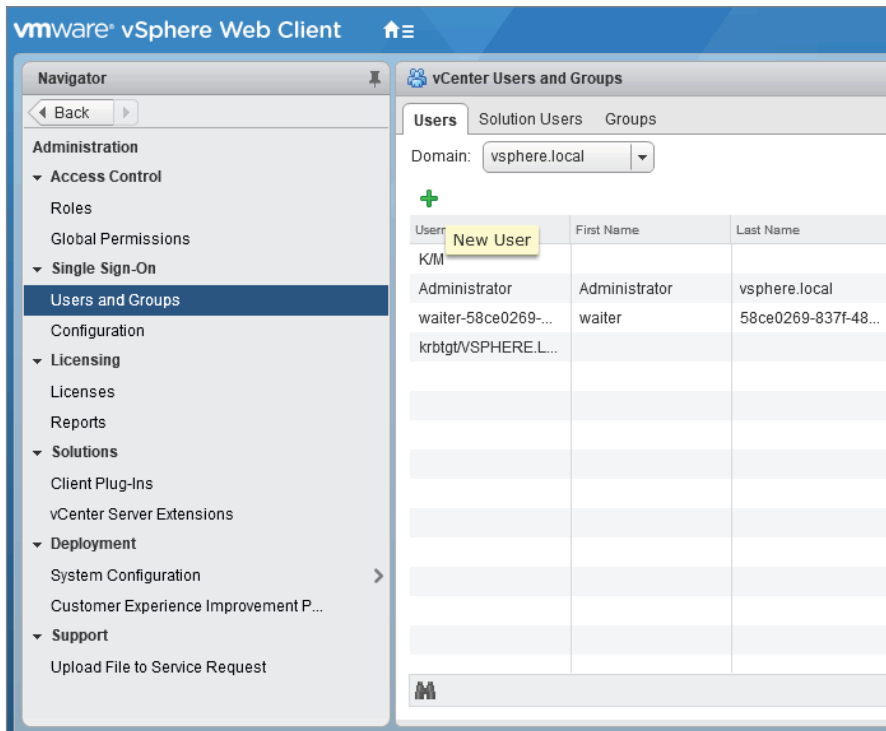 vmware® vSphere Web Client
Navigator
Back
Administration
Access Control
Roles
Global Permissions
Single Sign-On
Users and Groups
Configuration
Licensing
Licenses
Reports
Solutions
Client Plug-Ins
vCenter Server Extensions
Deployment
System Configuration
Customer Experience Improvement P...
Support
Upload File to Service Request
vCenter Users and Groups
Users Solution Users Groups
Domain: vsphere.local
First Name Last Name
New User
K/M
Administrator Administrator vsphere.local
waiter-58ce0269-... waiter 58ce0269-837f-48...
krbtgt/VSPHERE.L...